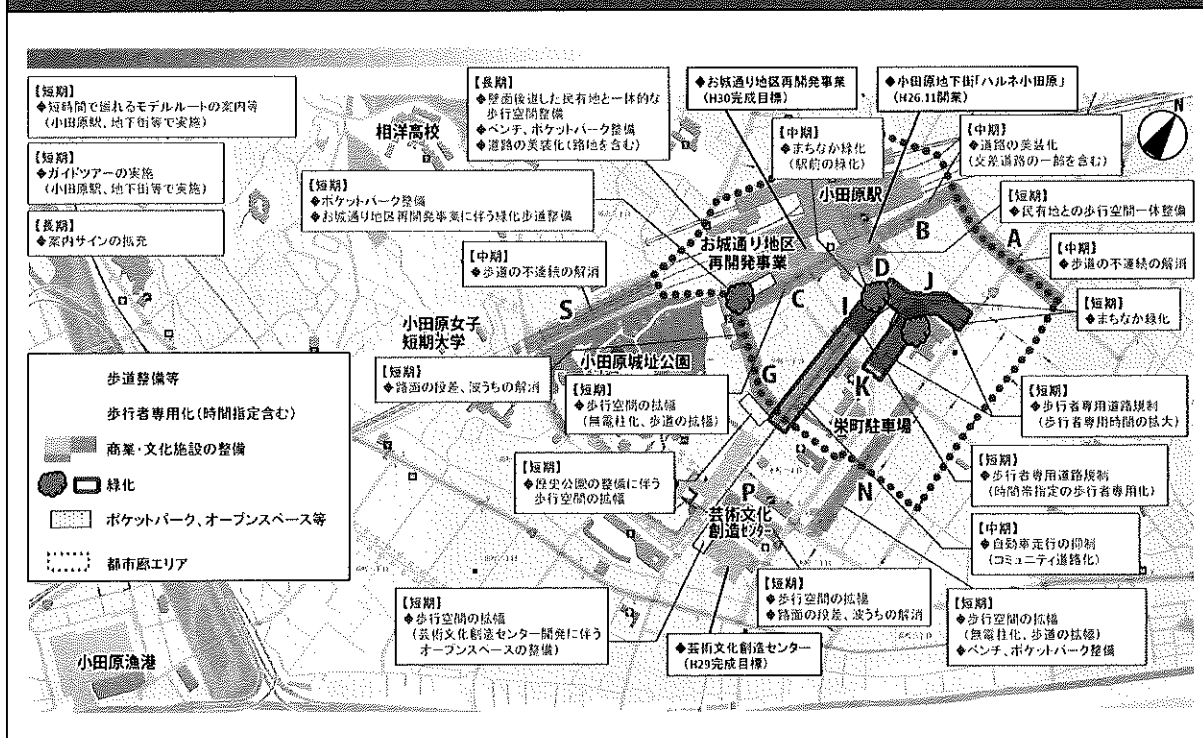 【短期】
◆短時間で巡れるモデルルートの案内等
(小田原駅、地下街等で実施)
【短期】
◆ガイドツアーの実施
(小田原駅、地下街等で実施)
【長期】
◆案内サインの拡充
相洋高校
【長期】
◆壁面後退した民有地と一体的な
歩行空間整備
◆ベンチ、ポケットパーク整備
◆道路の美装化(路地を含む)
◆お城通り地区再開発事業
(H30完成目標)
◆小田原地下街「ハルネ小田原」
(H26.11開業)
N
【中期】
◆まちなか緑化
(駅前の緑化)
【中期】
◆道路の美装化
(交差道路の一部を含む)
【短期】
◆ポケットパーク整備
◆お城通り地区再開発事業に伴う緑化歩道整備
小田原駅
【短期】
◆民有地との歩行空間一体整備
B
A
お城通り地区
再開発事業
【中期】
◆歩道の不連続の解消
【中期】
◆歩道の不連続の解消
D
J
S
C
I
【短期】
◆まちなか緑化
小田原女子
短期大学
小田原城址公園
【短期】
◆路面の段差、波うちの解消
G
K
【短期】
◆歩行空間の拡幅
(無電柱化、歩道の拡幅)
【短期】
◆歩行者専用道路規制
(歩行者専用時間の拡大)
栄町駐車場
歩道整備等
歩行者専用化(時間指定含む)
商業・文化施設の整備
緑化
ポケットパーク、オープンスペース等
都市廊エリア
【短期】
◆歴史公園の整備に伴う
歩行空間の拡幅
【短期】
◆歩行者専用道路規制
(時間帯指定の歩行者専用化)
P
N
芸術文化
創造センター
【中期】
◆自動車走行の抑制
(コミュニティ道路化)
【短期】
◆歩行空間の拡幅
(芸術文化創造センター開発に伴う
オープンスペースの整備)
【短期】
◆歩行空間の拡幅
◆路面の段差、波うちの解消
【短期】
◆歩行空間の拡幅
(無電柱化、歩道の拡幅)
◆ベンチ、ポケットパーク整備
◆芸術文化創造センター
(H29完成目標)
小田原漁港